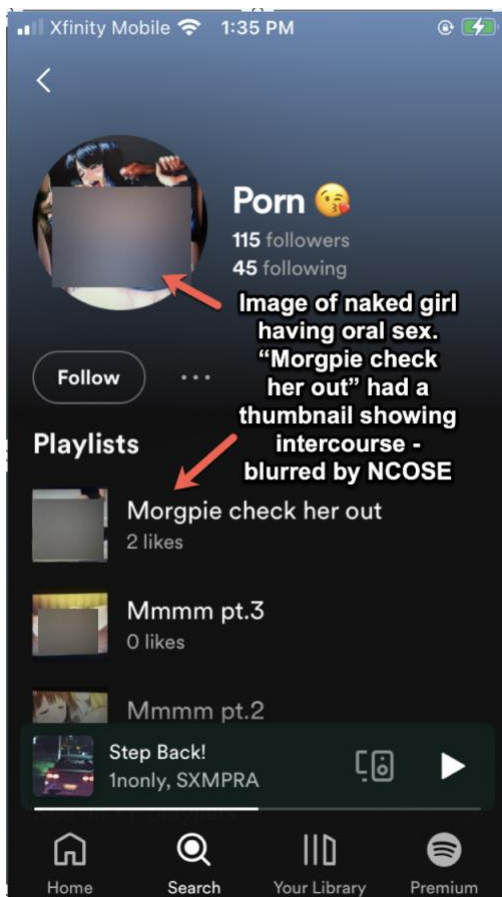 Xfinity Mobile 1:35 PM
Porn 😘
115 followers
45 following
Image of naked girl
having oral sex.
“Morgpie check
her out” had a
thumbnail showing
intercourse -
blurred by NCOSE
Follow
Playlists
Morgpie check her out
2 likes
Mmmm pt.3
0 likes
Mmmm pt.2
Step Back!
1nonly, SXMPRA
Home Search Your Library Premium